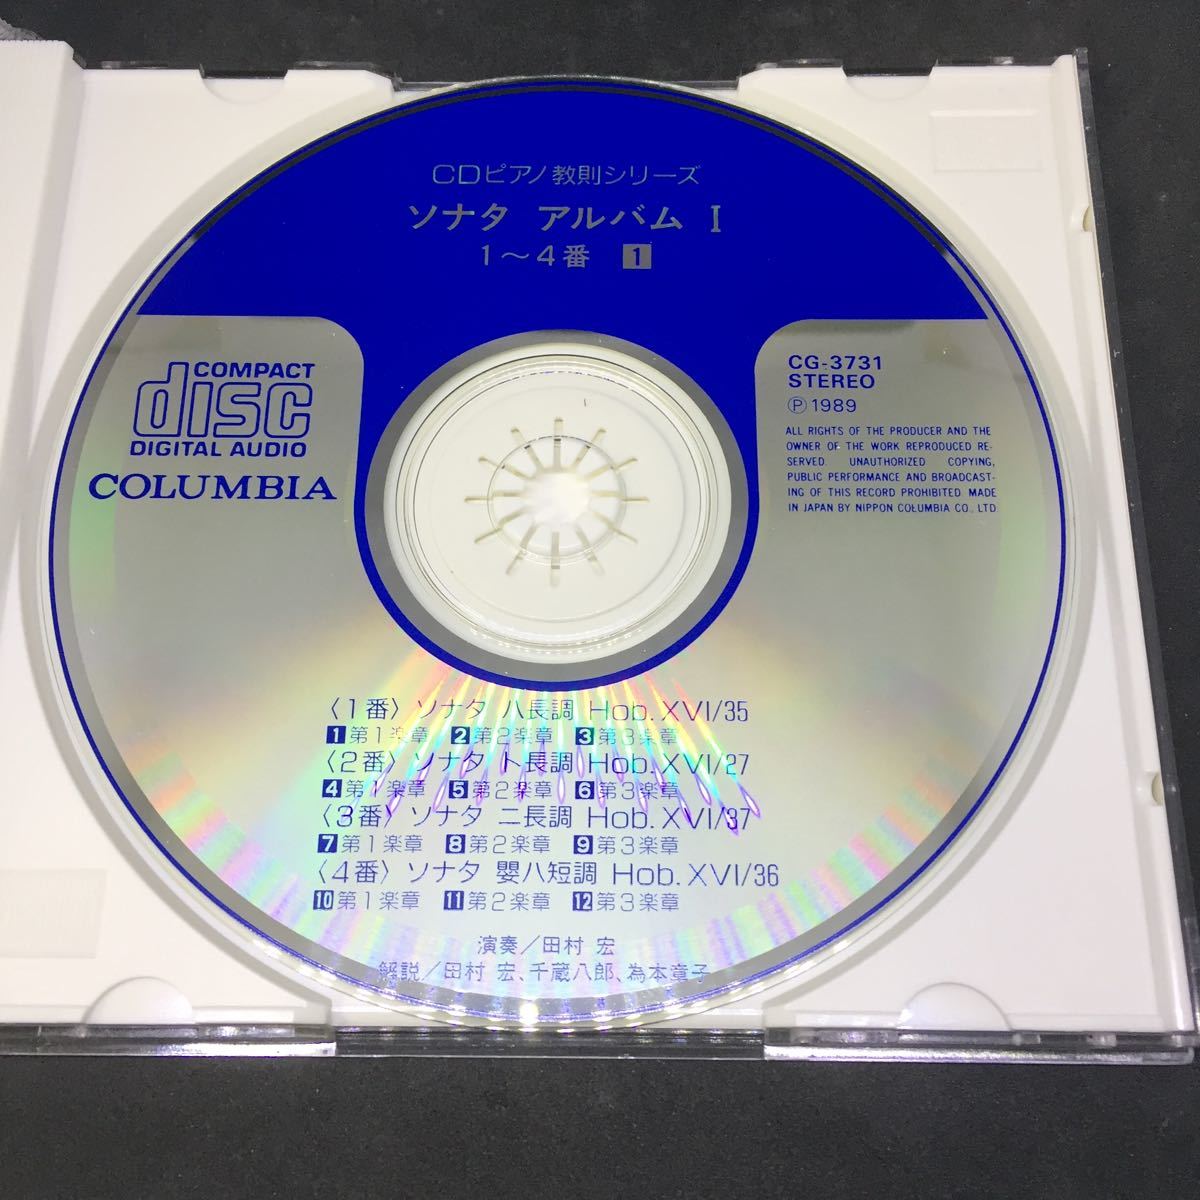 CDピアノ教則シリーズ
ソナタ アルバム I
1～4番 1
COMPACT
disc
DIGITAL AUDIO
COLUMBIA
CG-3731
STEREO
Ⓟ 1989
ALL RIGHTS OF THE PRODUCER AND THE
OWNER OF THE WORK REPRODUCED RE-
SERVED. UNAUTHORIZED COPYING,
PUBLIC PERFORMANCE AND BROADCAST-
ING OF THIS RECORD PROHIBITED MADE
IN JAPAN BY NIPPON COLUMBIA CO., LTD.
〈1番〉 ソナタ ハ長調 Hob. XVI/35
1 第1楽章 2 第2楽章 3 第3楽章
〈2番〉 ソナタ ト長調 Hob. XVI/27
4 第1楽章 5 第2楽章 6 第3楽章
〈3番〉 ソナタ ニ長調 Hob. XVI/37
7 第1楽章 8 第2楽章 9 第3楽章
〈4番〉 ソナタ 嬰ハ短調 Hob. XVI/36
10 第1楽章 11 第2楽章 12 第3楽章
演奏／田村 宏
解説／田村 宏、千蔵八郎、為本章子